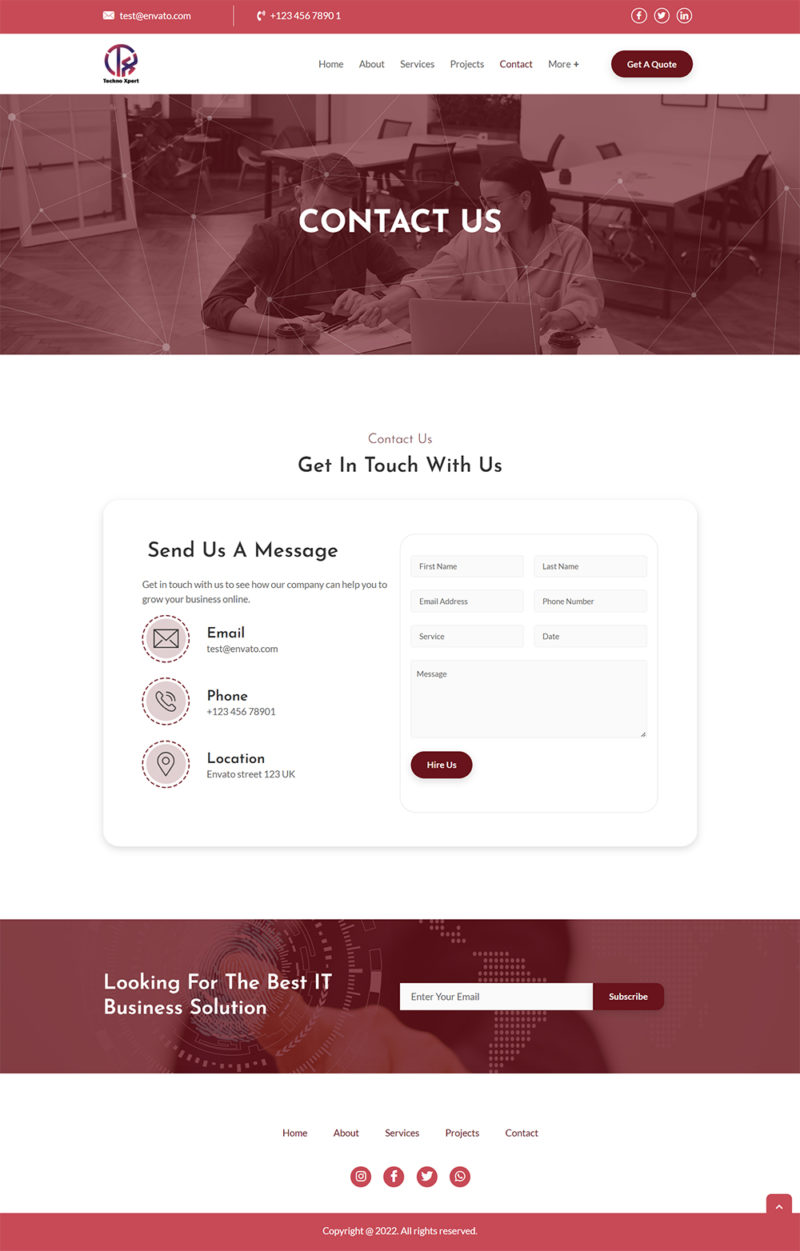 test@envato.com
+123 456 7890 1
Techno Xpert
Home
About
Services
Projects
Contact
More +
Get A Quote
CONTACT US
Contact Us
Get In Touch With Us
Send Us A Message
Get in touch with us to see how our company can help you to
grow your business online.
Email
test@envato.com
Phone
+123 456 78901
Location
Envato street 123 UK
First Name
Last Name
Email Address
Phone Number
Service
Date
Message
Hire Us
Looking For The Best IT
Business Solution
Enter Your Email
Subscribe
Home
About
Services
Projects
Contact
Copyright @ 2022. All rights reserved.